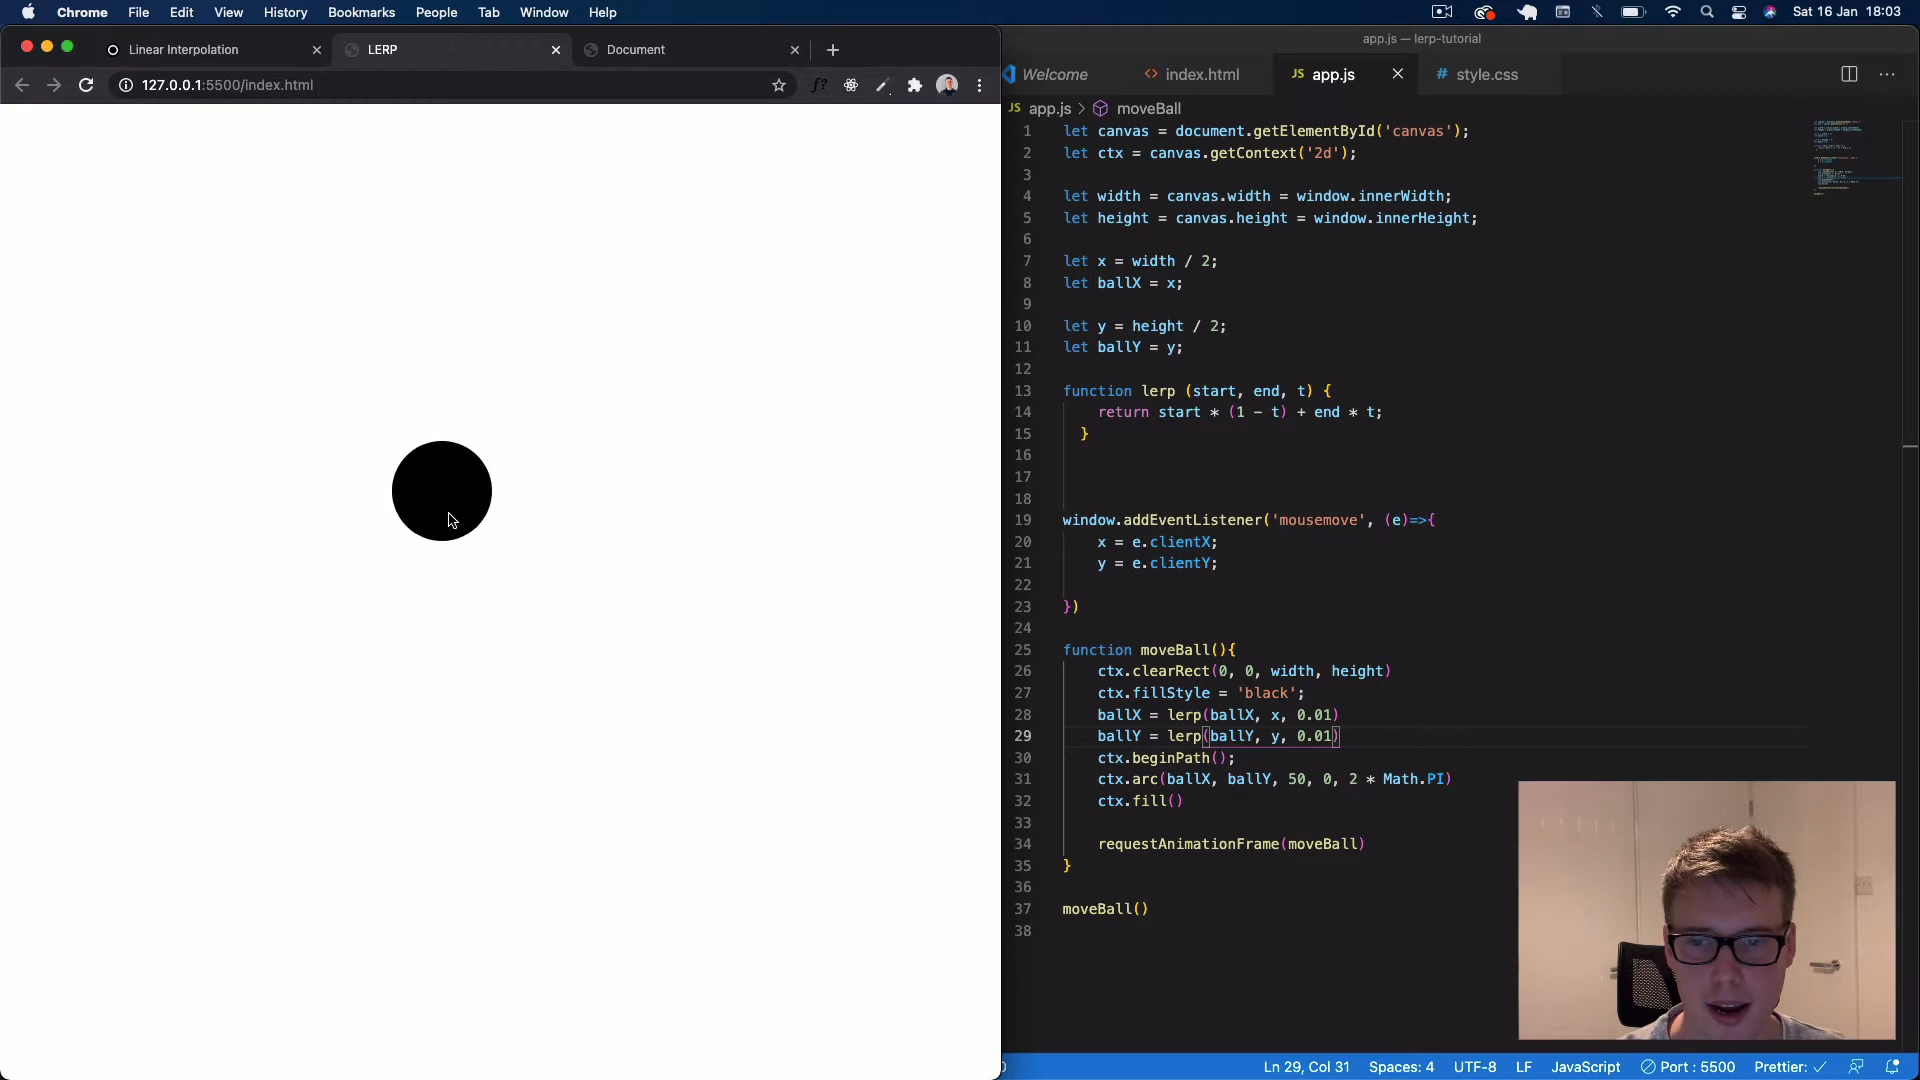 Chrome File Edit View History Bookmarks People Tab Window Help Sat 16 Jan 18:03
Linear Interpolation LERP Document
127.0.0.1:5500/index.html
app.js — lerp-tutorial
Welcome index.html JS app.js style.css
JS app.js > moveBall
1 let canvas = document.getElementById('canvas');
2 let ctx = canvas.getContext('2d');
3
4 let width = canvas.width = window.innerWidth;
5 let height = canvas.height = window.innerHeight;
6
7 let x = width / 2;
8 let ballX = x;
9
10 let y = height / 2;
11 let ballY = y;
12
13 function lerp (start, end, t) {
14 return start * (1 - t) + end * t;
15 }
16
17
18
19 window.addEventListener('mousemove', (e)=>{
20 x = e.clientX;
21 y = e.clientY;
22
23 })
24
25 function moveBall(){
26 ctx.clearRect(0, 0, width, height)
27 ctx.fillStyle = 'black';
28 ballX = lerp(ballX, x, 0.01)
29 ballY = lerp(ballY, y, 0.01)
30 ctx.beginPath();
31 ctx.arc(ballX, ballY, 50, 0, 2 * Math.PI)
32 ctx.fill()
33
34 requestAnimationFrame(moveBall)
35 }
36
37 moveBall()
38
Ln 29, Col 31 Spaces: 4 UTF-8 LF JavaScript Port : 5500 Prettier: ✓